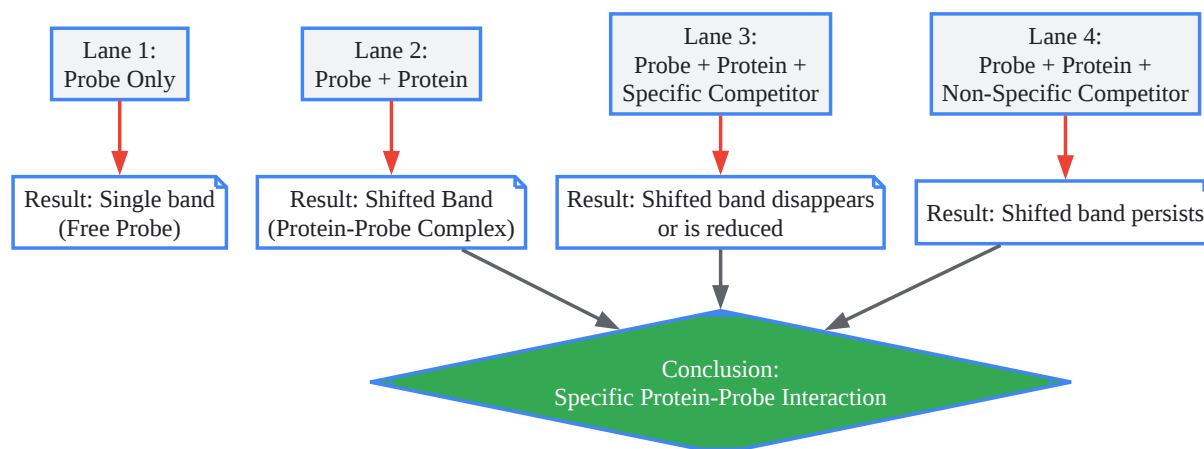 Lane 1:
Probe Only
Lane 2:
Probe + Protein
Lane 3:
Probe + Protein +
Specific Competitor
Lane 4:
Probe + Protein +
Non-Specific Competitor
Result: Single band
(Free Probe)
Result: Shifted Band
(Protein-Probe Complex)
Result: Shifted band disappears
or is reduced
Result: Shifted band persists
Conclusion:
Specific Protein-Probe Interaction